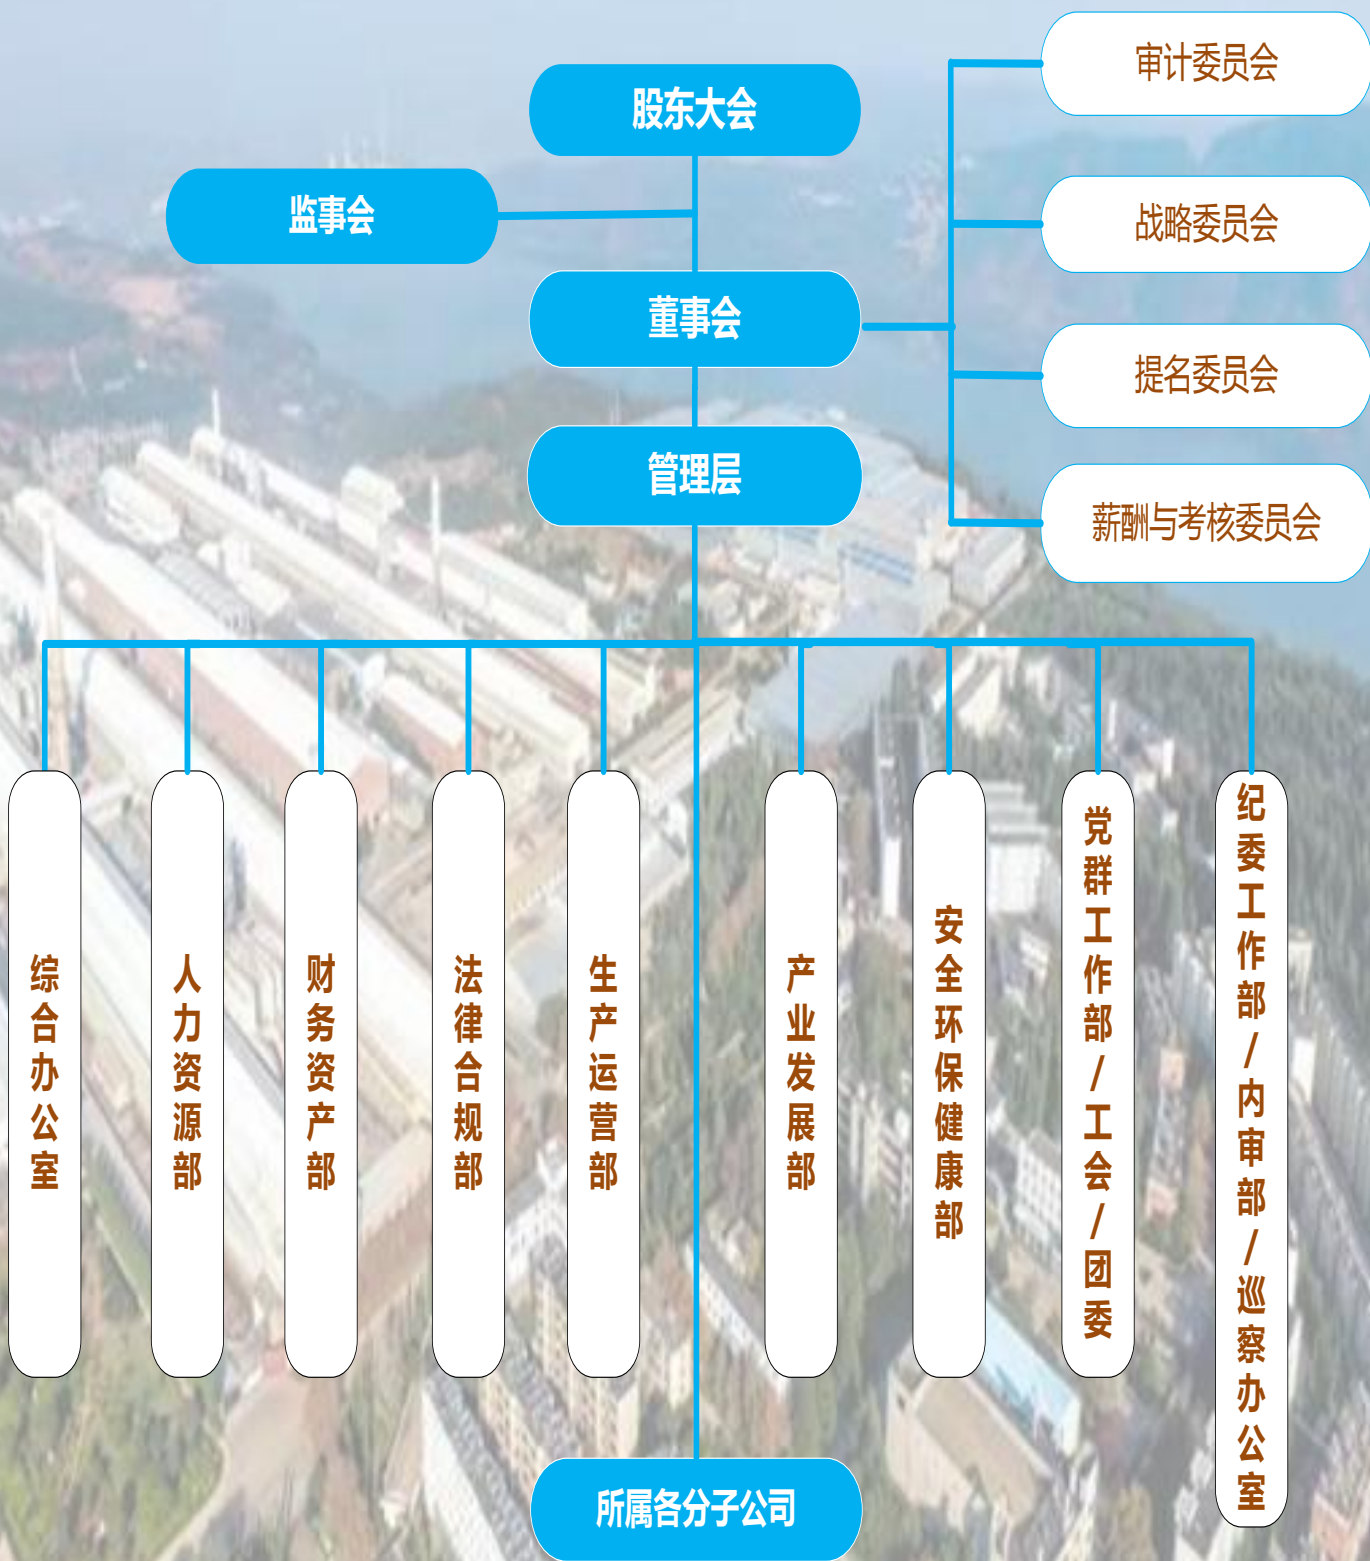 股东大会
监事会
董事会
管理层
审计委员会
战略委员会
提名委员会
薪酬与考核委员会
综合办公室
人力资源部
财务资产部
法律合规部
生产运营部
产业发展部
安全环保健康部
党群工作部/工会/团委
纪委工作部/内审部/巡察办公室
所属各分子公司